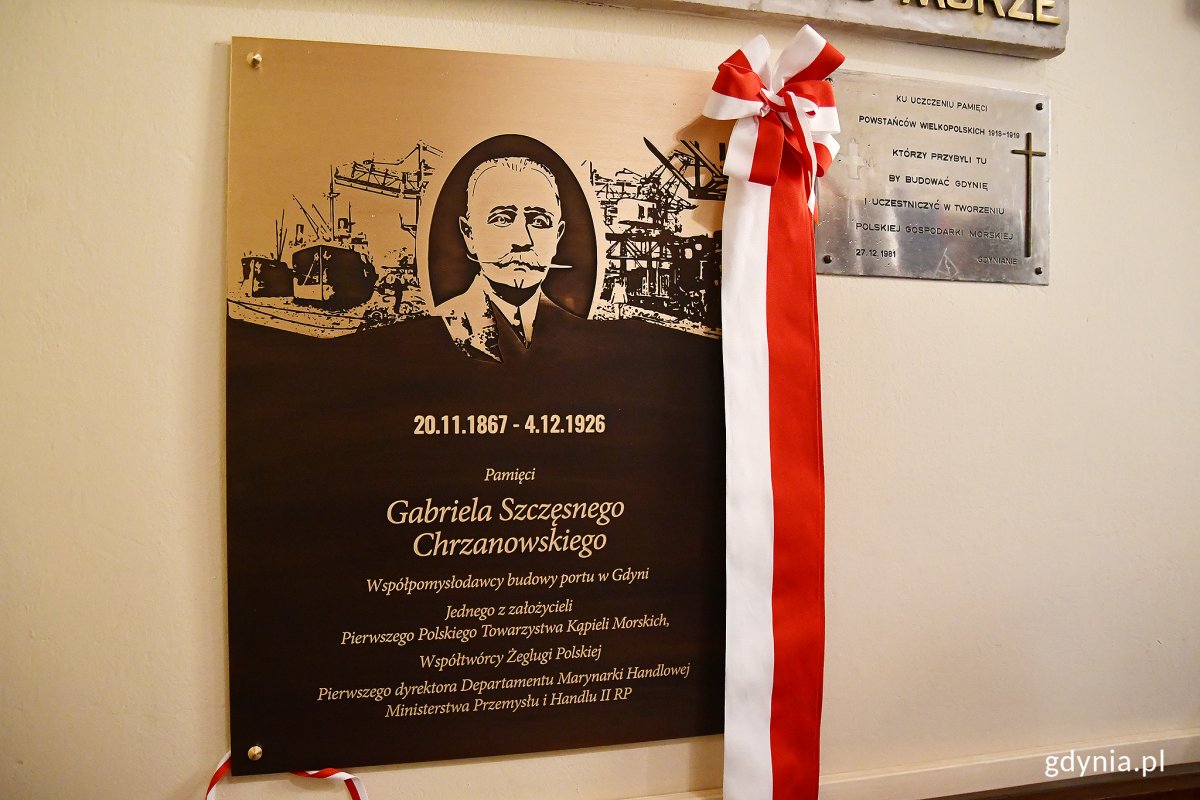 MORZE
KU UCZCZENIU PAMIĘCI
POWSTAŃCÓW WIELKOPOLSKICH 1918-1919
KTÓRZY PRZYBYLI TU
BY BUDOWAĆ GDYNIĘ
I UCZESTNICZYĆ W TWORZENIU
POLSKIEJ GOSPODARKI MORSKIEJ
27.12.1981 GDYNIANIE
20.11.1867 - 4.12.1926
Pamięci
Gabriela Szczęsnego
Chrzanowskiego
Współpomysłodawcy budowy portu w Gdyni
Jednego z założycieli
Pierwszego Polskiego Towarzystwa Kąpieli Morskich,
Współtwórcy Żeglugi Polskiej
Pierwszego dyrektora Departamentu Marynarki Handlowej
Ministerstwa Przemysłu i Handlu II RP
gdynia.pl